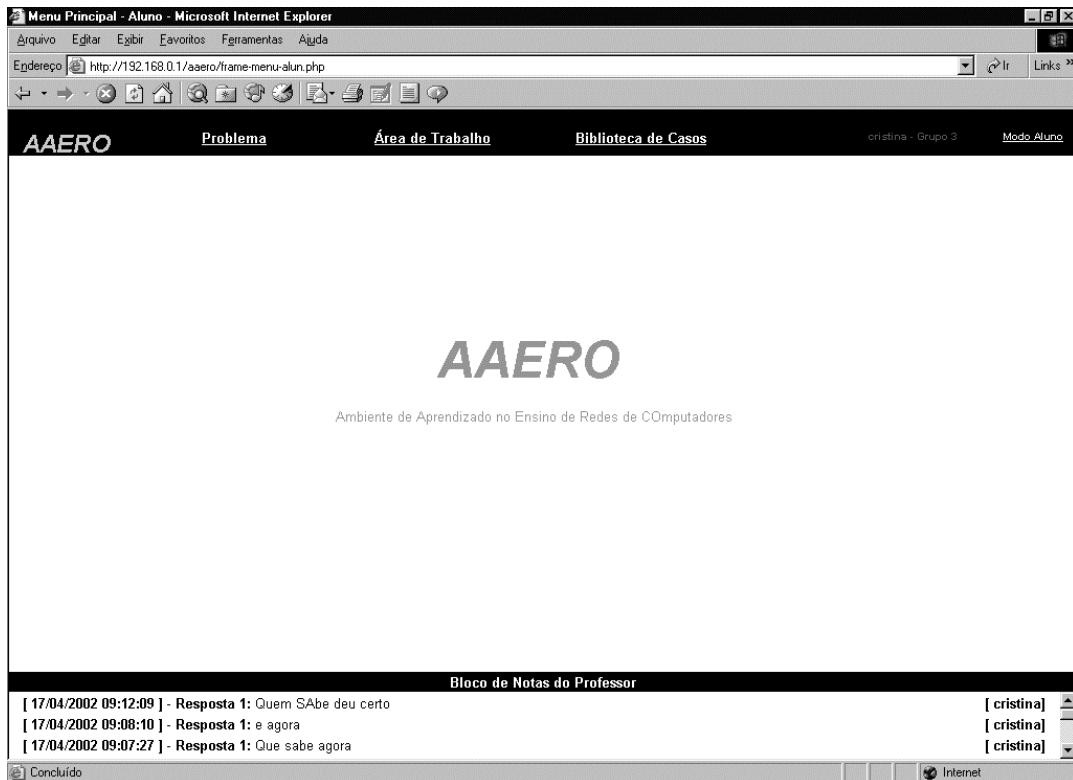 Menu Principal - Aluno - Microsoft Internet Explorer
Arquivo Editar Exibir Favoritos Ferramentas Ajuda
Endereço http://192.168.0.1/aaero/frame-menu-alun.php Ir Links »
AAERO Problema Área de Trabalho Biblioteca de Casos cristina - Grupo 3 Modo Aluno
AAERO
Ambiente de Aprendizado no Ensino de Redes de COmputadores
Bloco de Notas do Professor
[ 17/04/2002 09:12:09 ] - Resposta 1: Quem SAbe deu certo [ cristina]
[ 17/04/2002 09:08:10 ] - Resposta 1: e agora [ cristina]
[ 17/04/2002 09:07:27 ] - Resposta 1: Que sabe agora [ cristina]
Concluído Internet